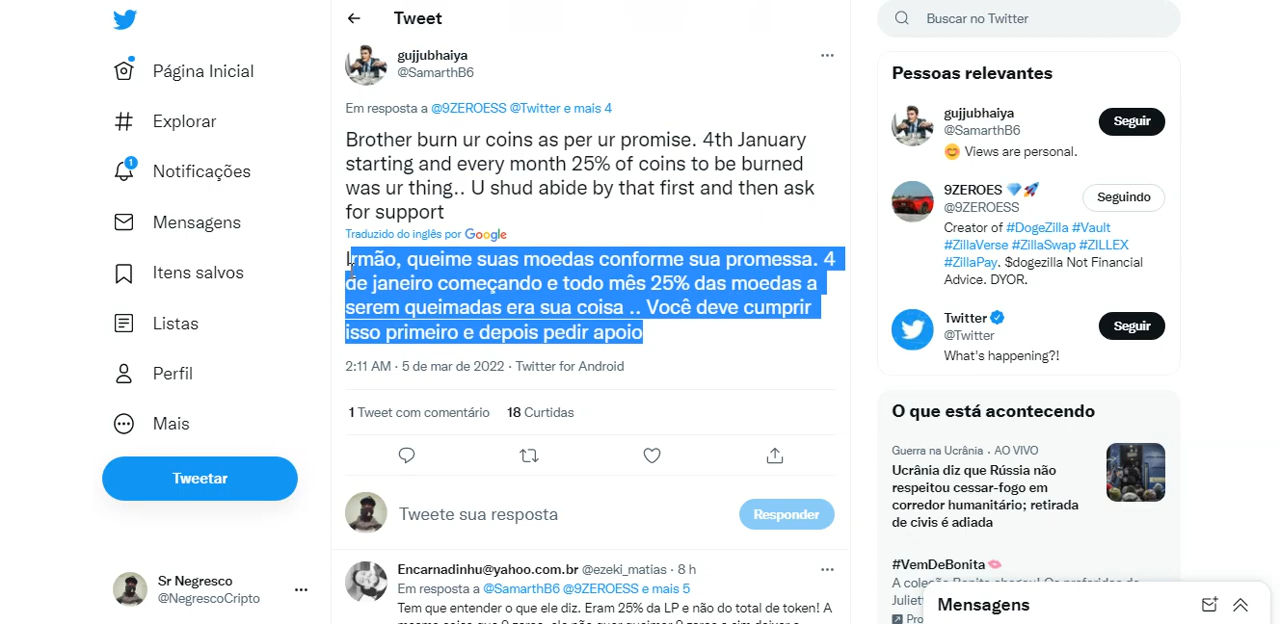 Página Inicial
Explorar
1
Notificações
Mensagens
Itens salvos
Listas
Perfil
Mais
Tweetar
Sr Negresco
@NegrescoCripto
Tweet
gujjubhaiya
@SamarthB6
Em resposta a @9ZEROESS @Twitter e mais 4
Brother burn ur coins as per ur promise. 4th January
starting and every month 25% of coins to be burned
was ur thing.. U shud abide by that first and then ask
for support
Traduzido do inglês por Google
Irmão, queime suas moedas conforme sua promessa. 4
de janeiro começando e todo mês 25% das moedas a
serem queimadas era sua coisa .. Você deve cumprir
isso primeiro e depois pedir apoio
2:11 AM · 5 de mar de 2022 · Twitter for Android
1 Tweet com comentário 18 Curtidas
Tweete sua resposta
Responder
Encarnadinhu@yahoo.com.br @ezeki_matias · 8 h
Em resposta a @SamarthB6 @9ZEROESS e mais 5
Tem que entender o que ele diz. Eram 25% da LP e não do total de token! A
Buscar no Twitter
Pessoas relevantes
gujjubhaiya
@SamarthB6
Seguir
😊 Views are personal.
9ZEROES 💎🚀
@9ZEROESS
Seguindo
Creator of #DogeZilla #Vault
#ZillaVerse #ZillaSwap #ZILLEX
#ZillaPay. $dogezilla Not Financial
Advice. DYOR.
Twitter
@Twitter
Seguir
What's happening?!
O que está acontecendo
Guerra na Ucrânia · AO VIVO
Ucrânia diz que Rússia não
respeitou cessar-fogo em
corredor humanitário; retirada
de civis é adiada
#VemDeBonita
Mensagens